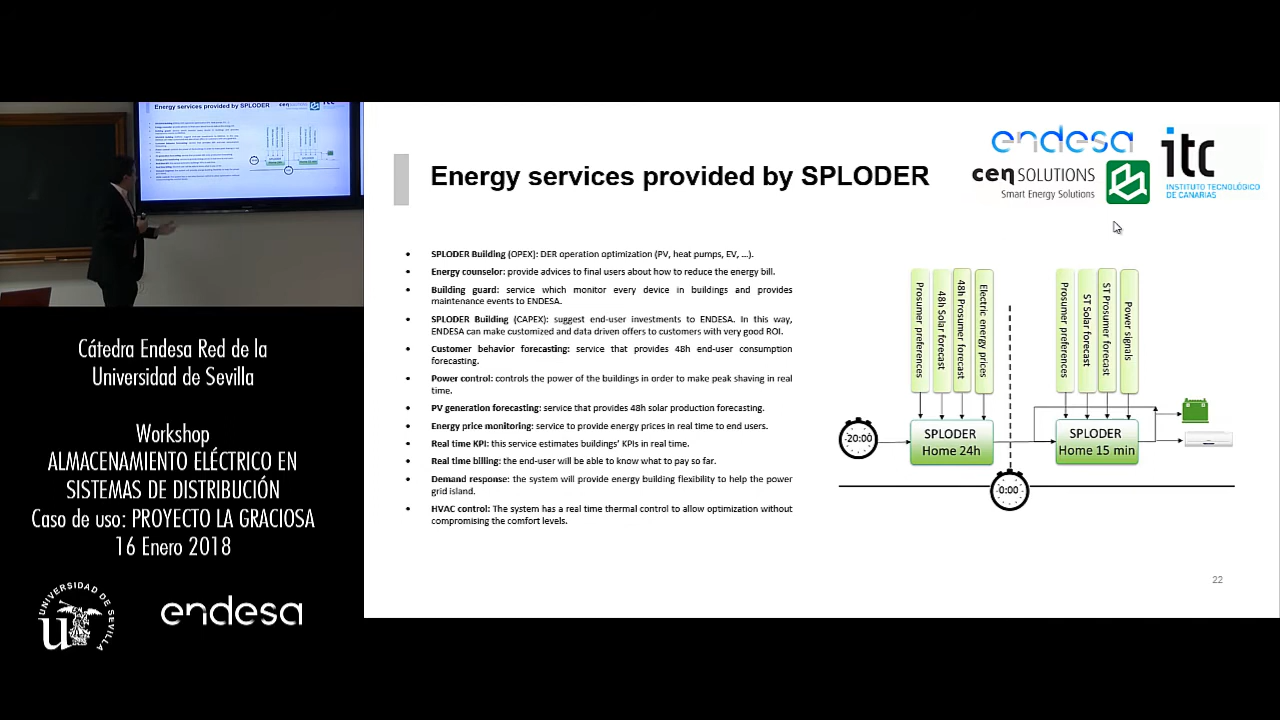 Energy services provided by SPLODER
endesa
cen SOLUTIONS
Smart Energy Solutions
itc
INSTITUTO TECNOLÓGICO
DE CANARIAS
Energy services provided by SPLODER
• SPLODER Building (OPEX): DER operation optimization (PV, heat pumps, EV, ...).
• Energy counselor: provide advices to final users about how to reduce the energy bill.
• Building guard: service which monitor every device in buildings and provides
maintenance events to ENDESA.
• SPLODER Building (CAPEX): suggest end-user investments to ENDESA. In this way,
ENDESA can make customized and data driven offers to customers with very good ROI.
• Customer behavior forecasting: service that provides 48h end-user consumption
forecasting.
• Power control: controls the power of the buildings in order to make peak shaving in real
time.
• PV generation forecasting: service that provides 48h solar production forecasting.
• Energy price monitoring: service to provide energy prices in real time to end users.
• Real time KPI: this service estimates buildings' KPIs in real time.
• Real time billing: the end-user will be able to know what to pay so far.
• Demand response: the system will provide energy building flexibility to help the power
grid island.
• HVAC control: The system has a real time thermal control to allow optimization without
compromising the comfort levels.
Prosumer preferences
48h Solar forecast
48h Prosumer forecast
Electric energy prices
Prosumer preferences
ST Solar forecast
ST Prosumer forecast
Power signals
20:00
SPLODER
Home 24h
SPLODER
Home 15 min
0:00
22
Cátedra Endesa Red de la
Universidad de Sevilla
Workshop
ALMACENAMIENTO ELÉCTRICO EN
SISTEMAS DE DISTRIBUCIÓN
Caso de uso: PROYECTO LA GRACIOSA
16 Enero 2018
UNIVERSIDAD DE SEVILLA
endesa